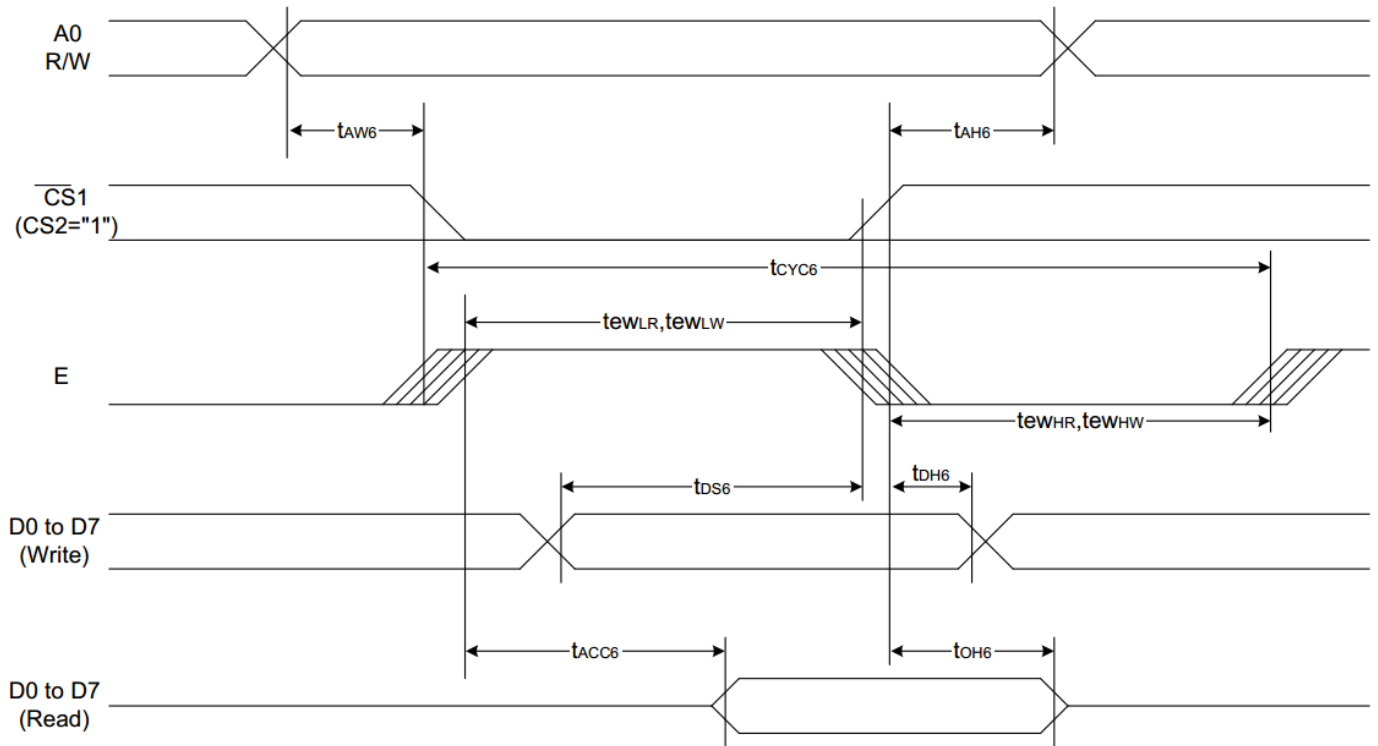 A0
R/W
tAW6
tAH6
CS1
(CS2="1")
tCYC6
tewLR,tewLW
E
tewHR,tewHW
tDS6
tDH6
D0 to D7
(Write)
tACC6
tOH6
D0 to D7
(Read)